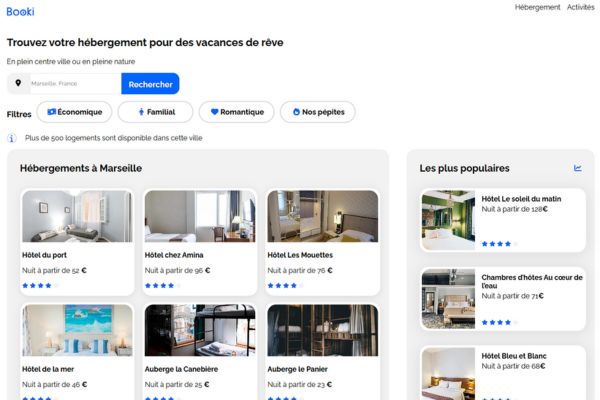 Booki
Hébergement Activités
Trouvez votre hébergement pour des vacances de rêve
En plein centre ville ou en pleine nature
Marseille, France
Rechercher
Filtres
Économique
Familial
Romantique
Nos pépites
Plus de 500 logements sont disponible dans cette ville
Hébergements à Marseille
Hôtel du port
Nuit à partir de 52 €
Hôtel chez Amina
Nuit à partir de 96 €
Hôtel Les Mouettes
Nuit à partir de 76 €
Hôtel de la mer
Nuit à partir de 46 €
Auberge la Canebière
Nuit à partir de 25 €
Auberge le Panier
Nuit à partir de 23 €
Les plus populaires
Hôtel Le soleil du matin
Nuit à partir de 128€
Chambres d'hôtes Au cœur de
l'eau
Nuit à partir de 71€
Hôtel Bleu et Blanc
Nuit à partir de 68€